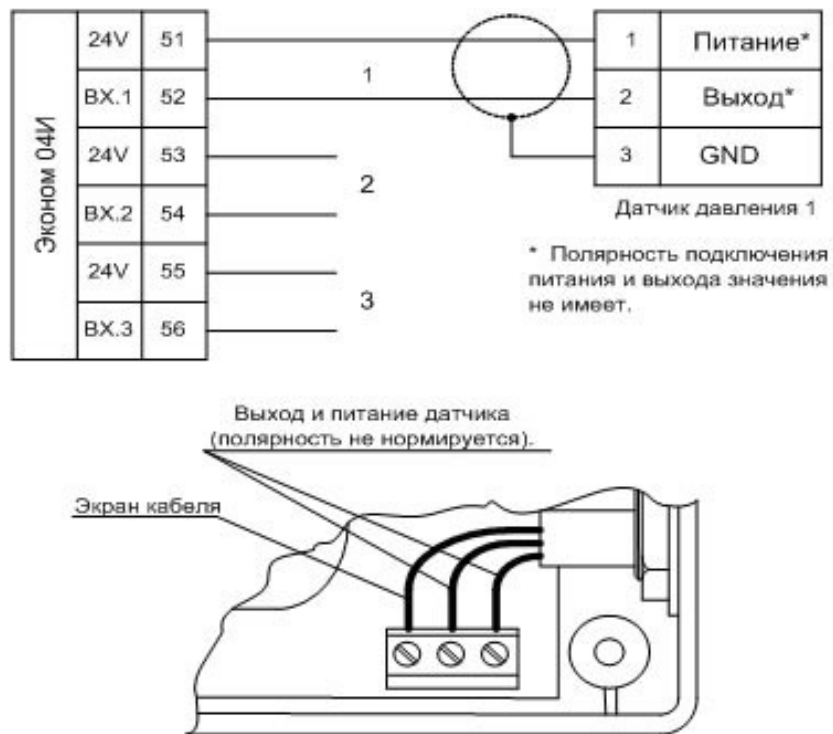 Эконом 04И
24V 51
ВХ.1 52
24V 53
ВХ.2 54
24V 55
ВХ.3 56
1
2
3
1 Питание*
2 Выход*
3 GND
Датчик давления 1
* Полярность подключения
питания и выхода значения
не имеет.
Выход и питание датчика
(полярность не нормируется).
Экран кабеля